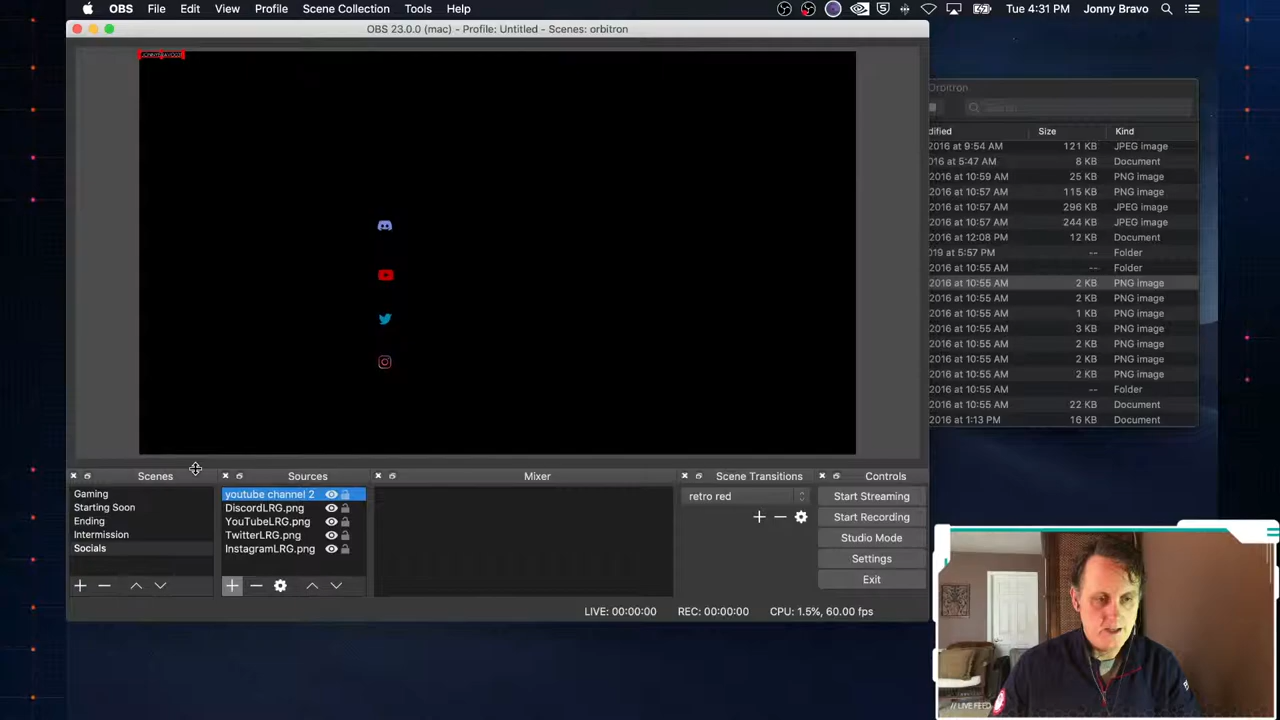 OBS File Edit View Profile Scene Collection Tools Help
Tue 4:31 PM Jonny Bravo
OBS 23.0.0 (mac) - Profile: Untitled - Scenes: orbitron
Orbitron
Search
dified Size Kind
2016 at 9:54 AM 121 KB JPEG image
016 at 5:47 AM 8 KB Document
2016 at 10:59 AM 25 KB PNG image
2016 at 10:57 AM 115 KB PNG image
2016 at 10:57 AM 296 KB JPEG image
2016 at 10:57 AM 244 KB JPEG image
2016 at 12:08 PM 12 KB Document
2019 at 5:57 PM -- Folder
2016 at 10:55 AM -- Folder
2016 at 10:55 AM 2 KB PNG image
2016 at 10:55 AM 2 KB PNG image
2016 at 10:55 AM 1 KB PNG image
2016 at 10:55 AM 3 KB PNG image
2016 at 10:55 AM 2 KB PNG image
2016 at 10:55 AM 2 KB PNG image
2016 at 10:55 AM 2 KB PNG image
2016 at 10:55 AM -- Folder
2016 at 10:55 AM 22 KB Document
2016 at 1:13 PM 16 KB Document
Scenes Sources Mixer Scene Transitions Controls
Gaming
Starting Soon
Ending
Intermission
Socials
youtube channel 2
DiscordLRG.png
YouTubeLRG.png
TwitterLRG.png
InstagramLRG.png
retro red
Start Streaming
Start Recording
Studio Mode
Settings
Exit
LIVE: 00:00:00 REC: 00:00:00 CPU: 1.5%, 60.00 fps
// LIVE FEED